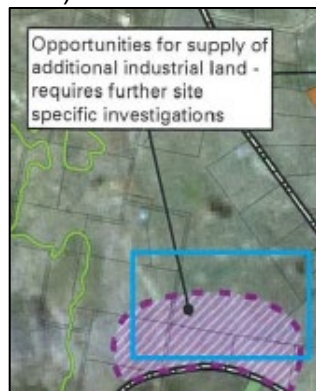 Opportunities for supply of
additional industrial land -
requires further site
specific investigations